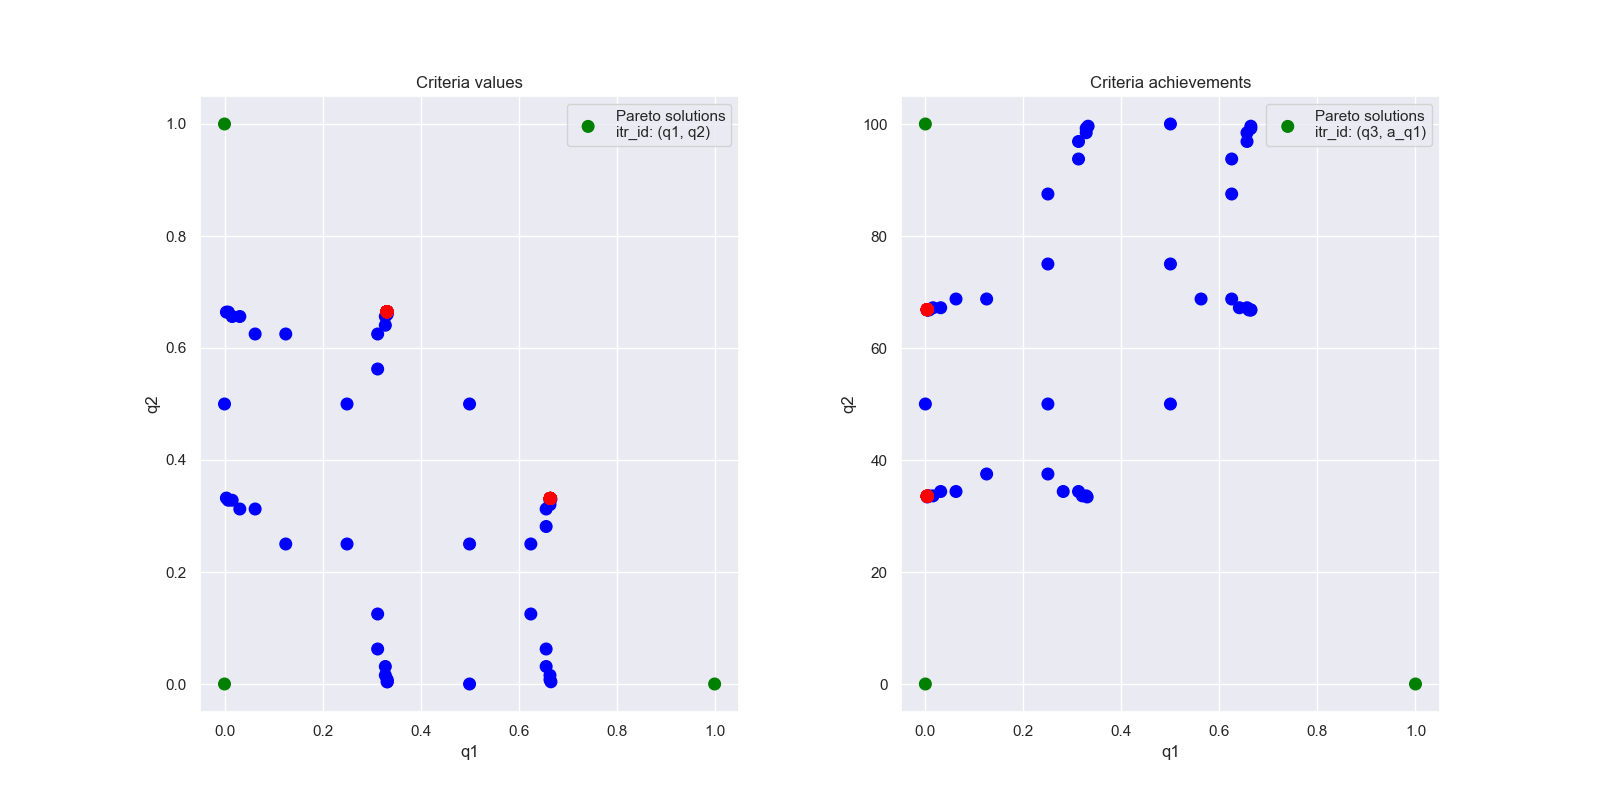 Criteria values
Pareto solutions
itr_id: (q1, q2)
1.0
0.8
0.6
0.4
0.2
0.0
q2
0.0 0.2 0.4 0.6 0.8 1.0
q1
Criteria achievements
Pareto solutions
itr_id: (q3, a_q1)
100
80
60
40
20
0
q2
0.0 0.2 0.4 0.6 0.8 1.0
q1